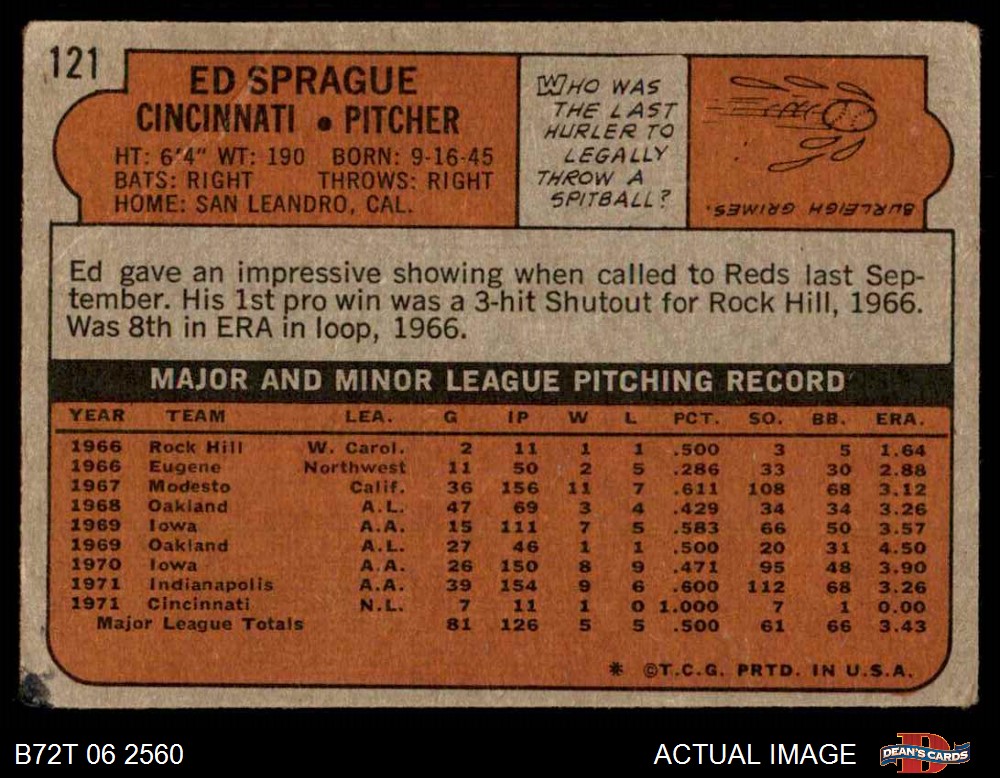 121
ED SPRAGUE
CINCINNATI • PITCHER
HT: 6'4" WT: 190 BORN: 9-16-45
BATS: RIGHT THROWS: RIGHT
HOME: SAN LEANDRO, CAL.
WHO WAS
THE LAST
HURLER TO
LEGALLY
THROW A
SPITBALL?
BURLEIGH GRIMES.
Ed gave an impressive showing when called to Reds last Sep-
tember. His 1st pro win was a 3-hit Shutout for Rock Hill, 1966.
Was 8th in ERA in loop, 1966.
MAJOR AND MINOR LEAGUE PITCHING RECORD
YEAR TEAM LEA. G IP W L PCT. SO. BB. ERA.
1966 Rock Hill W. Carol. 2 11 1 1 .500 3 5 1.64
1966 Eugene Northwest 11 50 2 5 .286 33 30 2.88
1967 Modesto Calif. 36 156 11 7 .611 108 68 3.12
1968 Oakland A.L. 47 69 3 4 .429 34 34 3.26
1969 Iowa A.A. 15 111 7 5 .583 66 50 3.57
1969 Oakland A.L. 27 46 1 1 .500 20 31 4.50
1970 Iowa A.A. 26 150 8 9 .471 95 48 3.90
1971 Indianapolis A.A. 39 154 9 6 .600 112 68 3.26
1971 Cincinnati N.L. 7 11 1 0 1.000 7 1 0.00
Major League Totals 81 126 5 5 .500 61 66 3.43
* ©T.C.G. PRTD. IN U.S.A.
B72T 06 2560 ACTUAL IMAGE DEAN'S CARDS